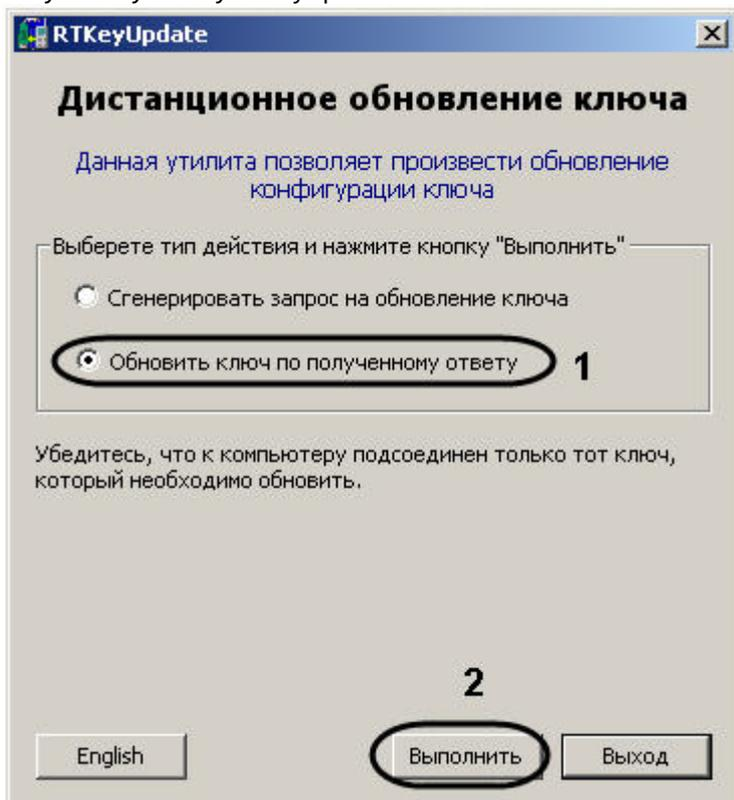 RTKeyUpdate
Дистанционное обновление ключа
Данная утилита позволяет произвести обновление
конфигурации ключа
Выберете тип действия и нажмите кнопку "Выполнить"
Сгенерировать запрос на обновление ключа
Обновить ключ по полученному ответу 1
Убедитесь, что к компьютеру подсоединен только тот ключ,
который необходимо обновить.
2
English Выполнить Выход